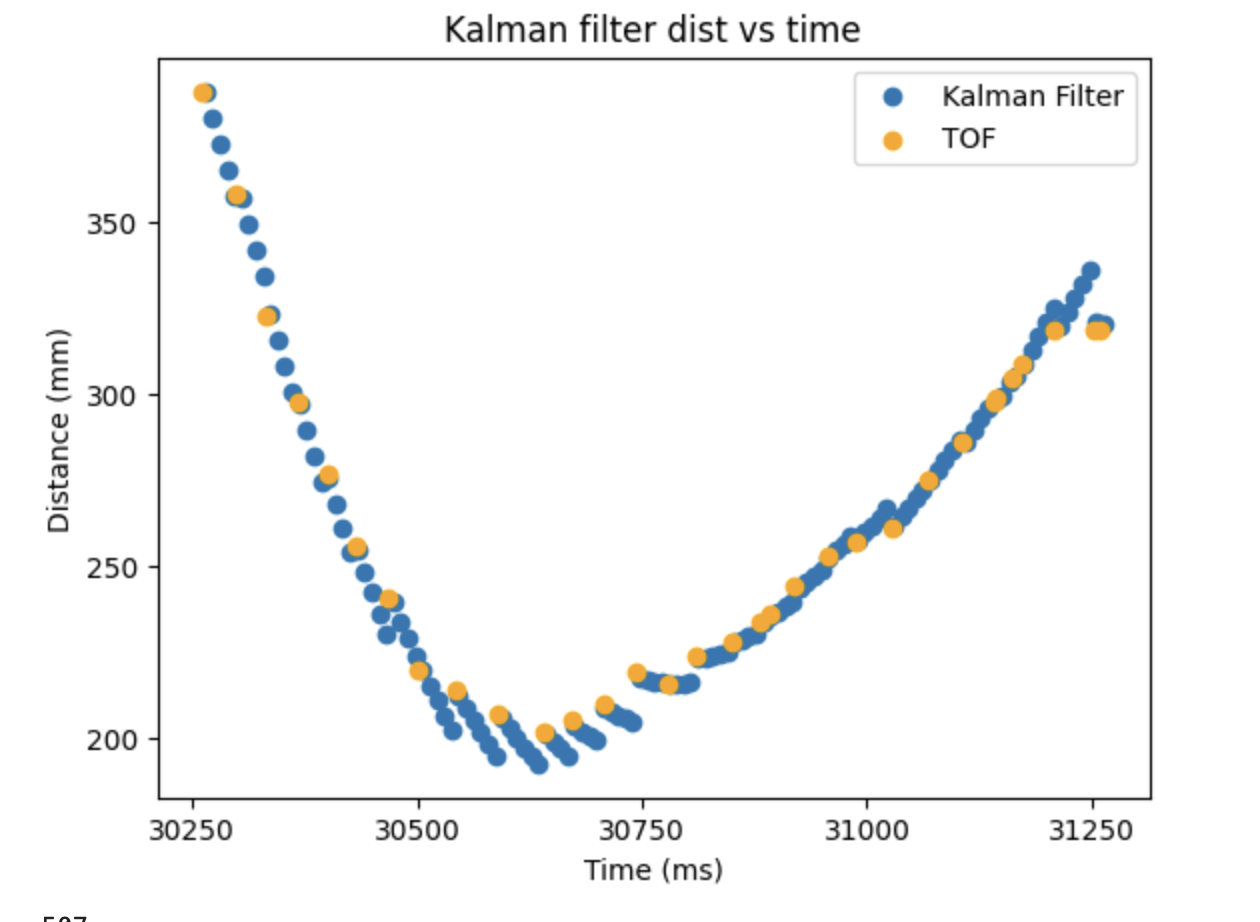 Kalman filter dist vs time
Kalman Filter
TOF
350
300
250
200
Distance (mm)
30250 30500 30750 31000 31250
Time (ms)